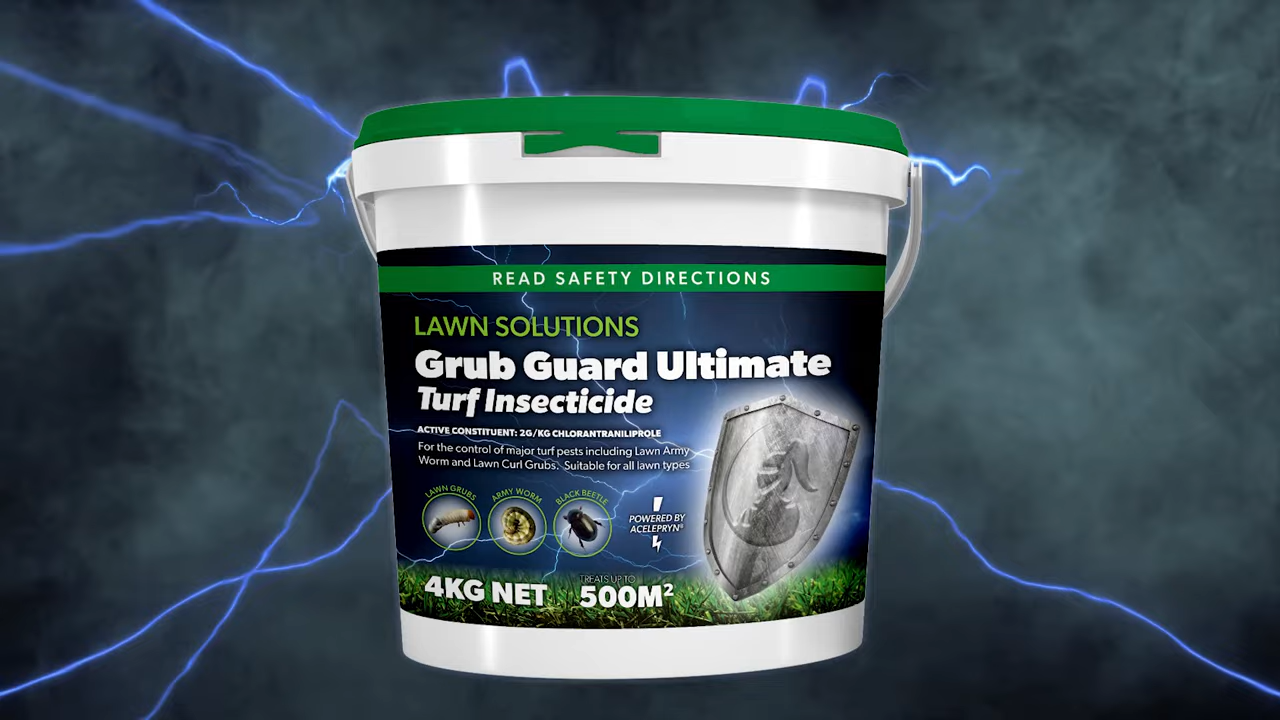 READ SAFETY DIRECTIONS
LAWN SOLUTIONS
Grub Guard Ultimate
Turf Insecticide
ACTIVE CONSTITUENT: 2G/KG CHLORANTRANILIPROLE
For the control of major turf pests including Lawn Army
Worm and Lawn Curl Grubs. Suitable for all lawn types
LAWN GRUBS
ARMY WORM
BLACK BEETLE
POWERED BY
ACELEPRYN®
4KG NET
TREATS UP TO
500M²